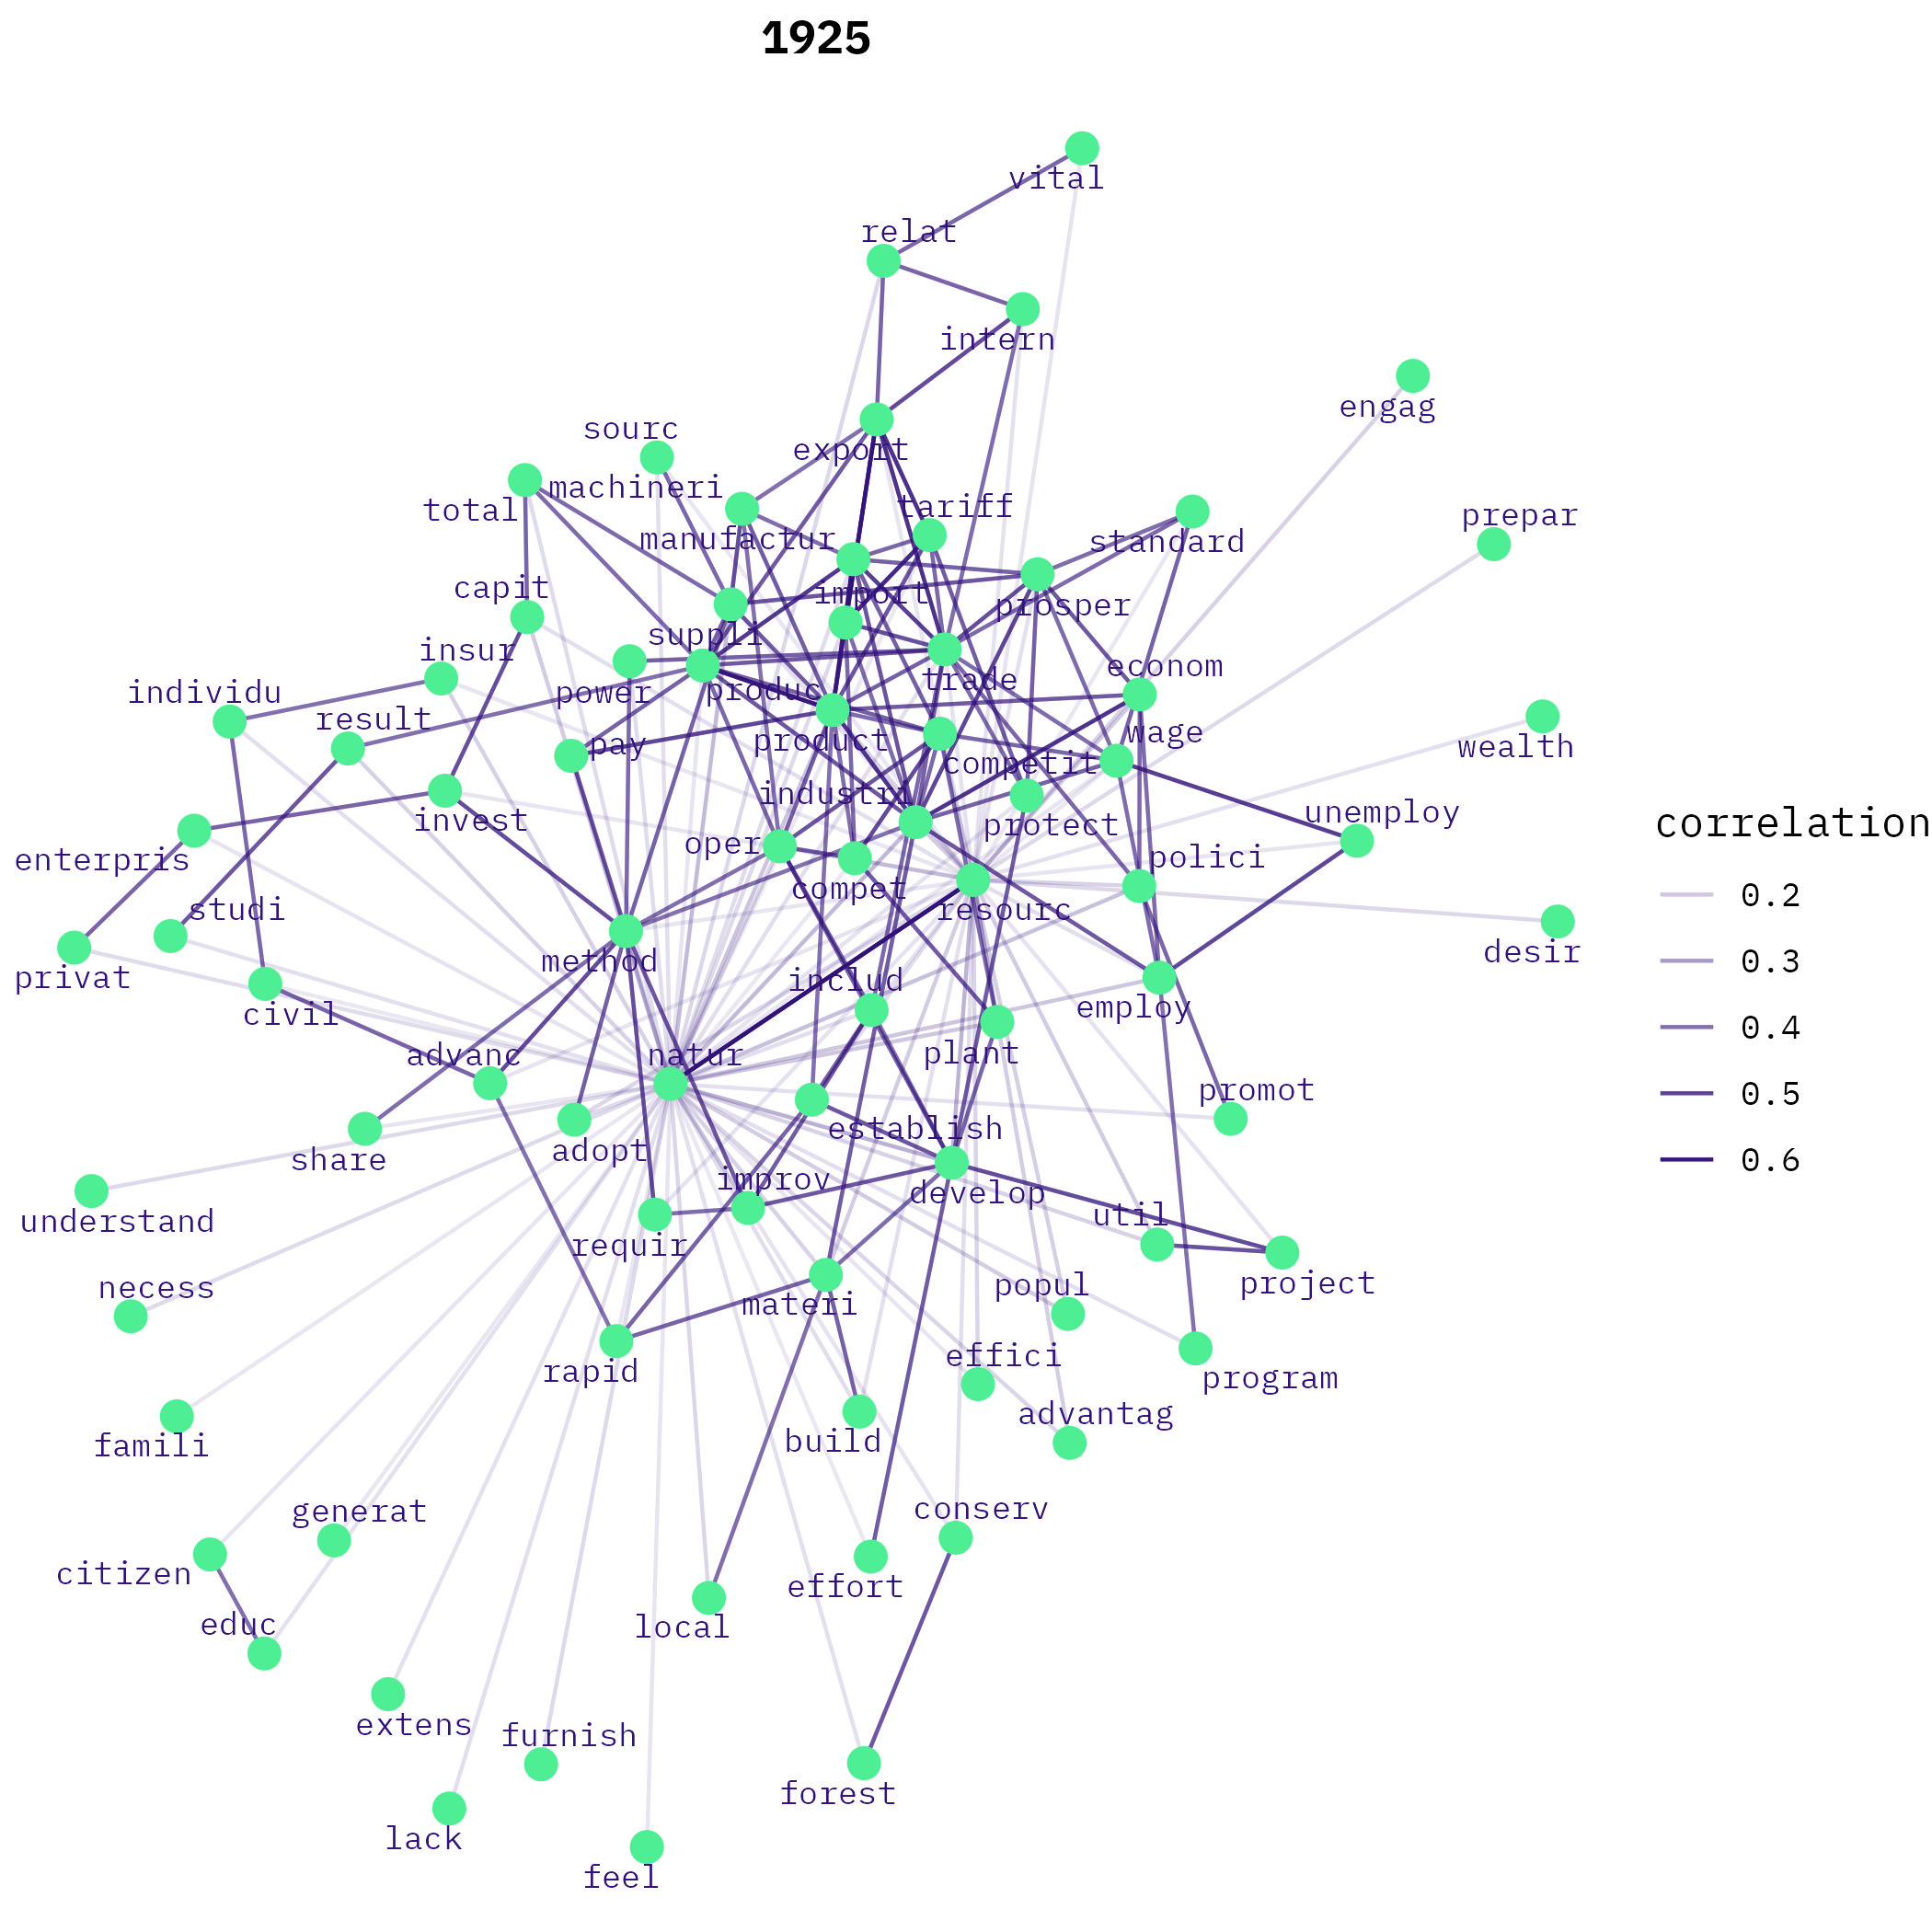 1925
vital
relat
intern
engag
sourc
export
machineri
total
tariff
prepar
manufactur
standard
capit
import
prosper
suppli
insur
econom
individu
power
produc
trade
result
pay
product
wage
wealth
competit
industri
unemploy
invest
protect
correlation
enterpris
oper
polici
compet
0.2
studi
resourc
desir
method
0.3
privat
includ
civil
employ
0.4
advanc
natur
plant
promot
0.5
establish
adopt
share
0.6
improv
develop
understand
util
requir
necess
popul
project
materi
effici
rapid
program
advantag
famili
build
generat
conserv
citizen
effort
educ
local
extens
furnish
forest
lack
feel